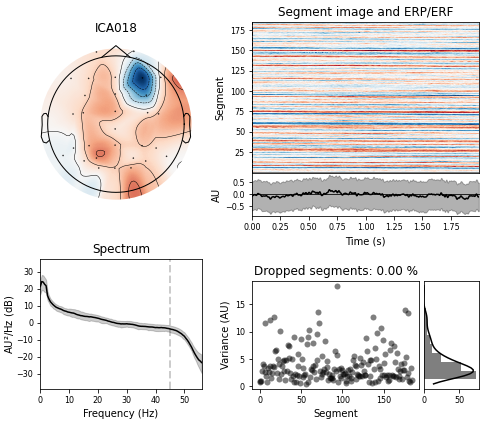 ICA018
Segment image and ERP/ERF
Segment
175
150
125
100
75
50
25
AU
0.5
0.0
−0.5
0.00 0.25 0.50 0.75 1.00 1.25 1.50 1.75
Time (s)
Spectrum
AU²/Hz (dB)
30
20
10
0
−10
−20
−30
0 10 20 30 40 50
Frequency (Hz)
Dropped segments: 0.00 %
Variance (AU)
15
10
5
0
0 50 100 150
Segment
0 50